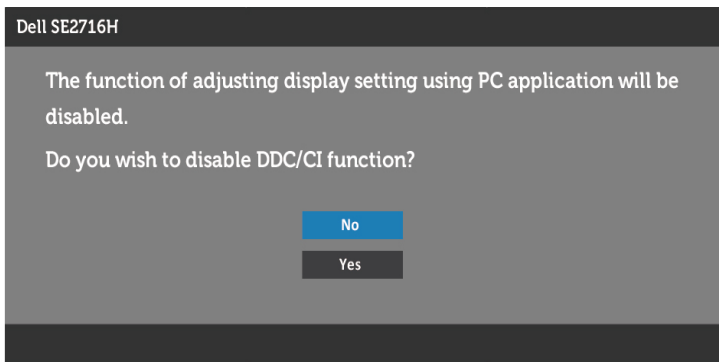 Dell SE2716H
The function of adjusting display setting using PC application will be
disabled.
Do you wish to disable DDC/CI function?
No
Yes